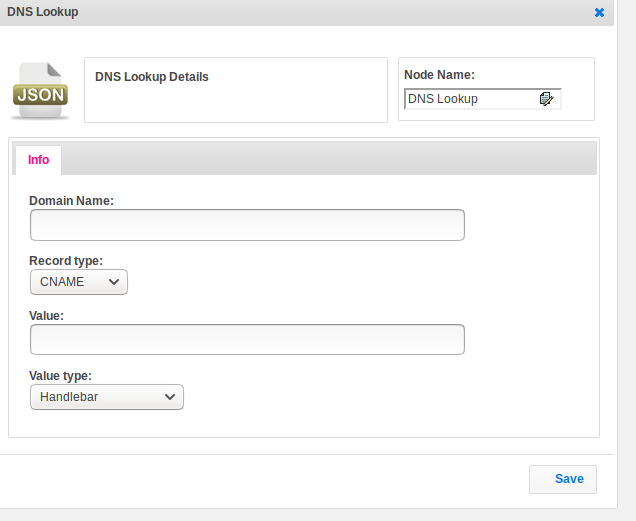 DNS Lookup
JSON
DNS Lookup Details
Node Name:
DNS Lookup
Info
Domain Name:
Record type:
CNAME
Value:
Value type:
Handlebar
Save